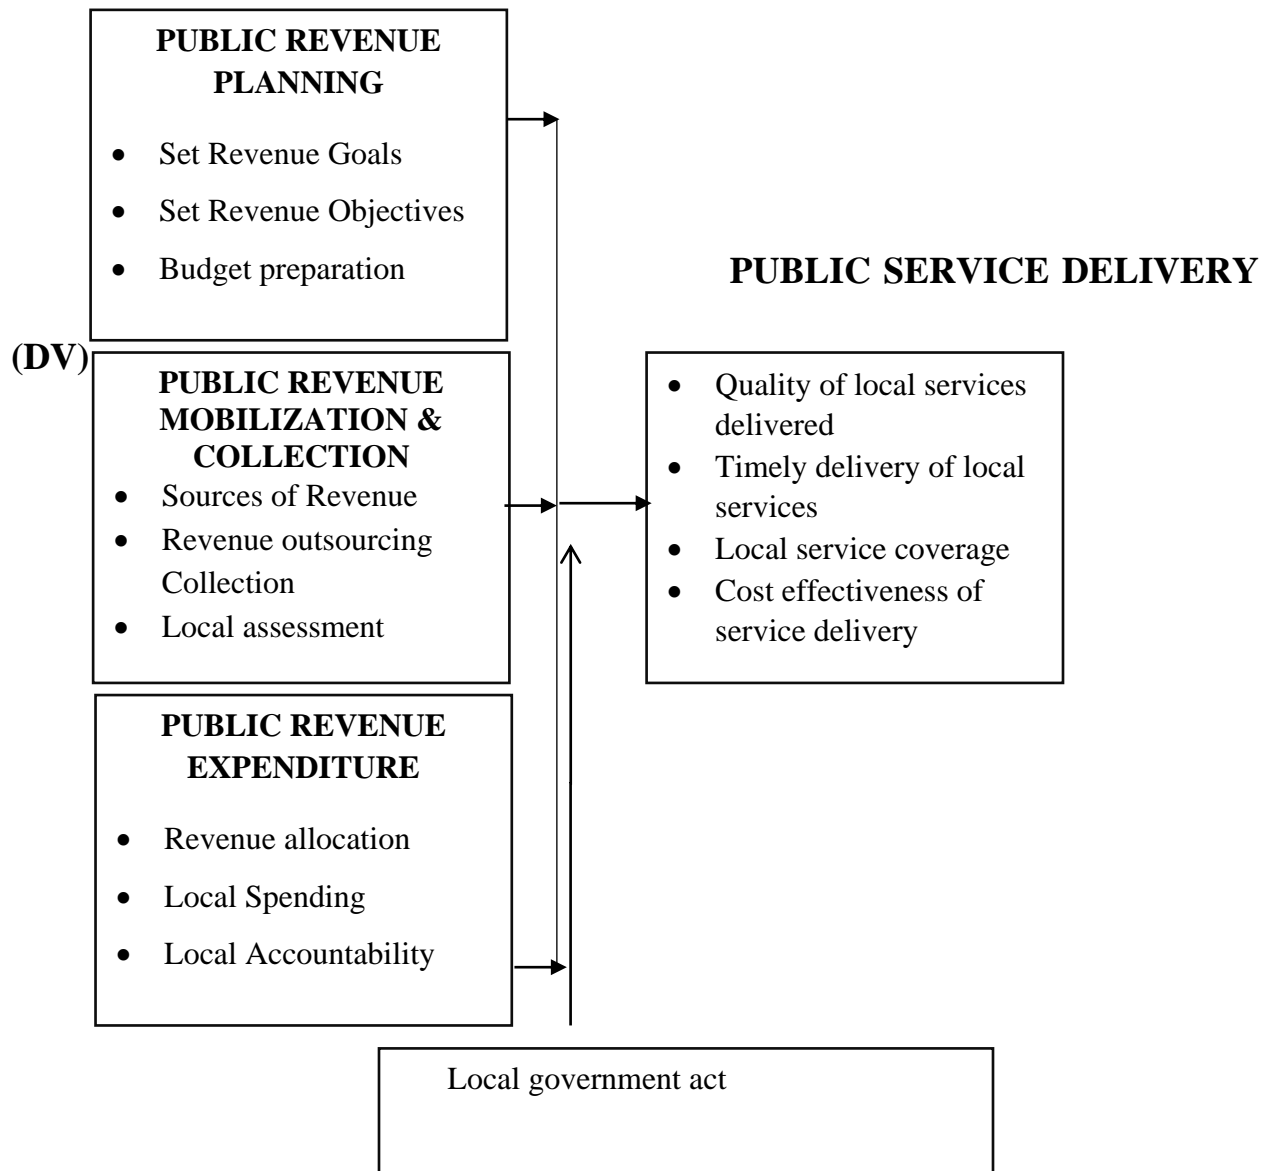 PUBLIC REVENUE
PLANNING
• Set Revenue Goals
• Set Revenue Objectives
• Budget preparation
PUBLIC SERVICE DELIVERY
(DV)
PUBLIC REVENUE
MOBILIZATION &
COLLECTION
• Sources of Revenue
• Revenue outsourcing
Collection
• Local assessment
• Quality of local services
delivered
• Timely delivery of local
services
• Local service coverage
• Cost effectiveness of
service delivery
PUBLIC REVENUE
EXPENDITURE
• Revenue allocation
• Local Spending
• Local Accountability
Local government act